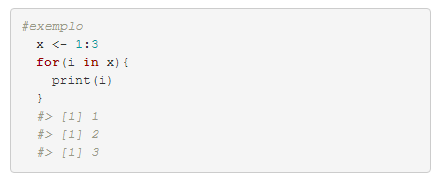 #exemplo
  x <- 1:3
  for(i in x){
    print(i)
  }
  #> [1] 1
  #> [1] 2
  #> [1] 3